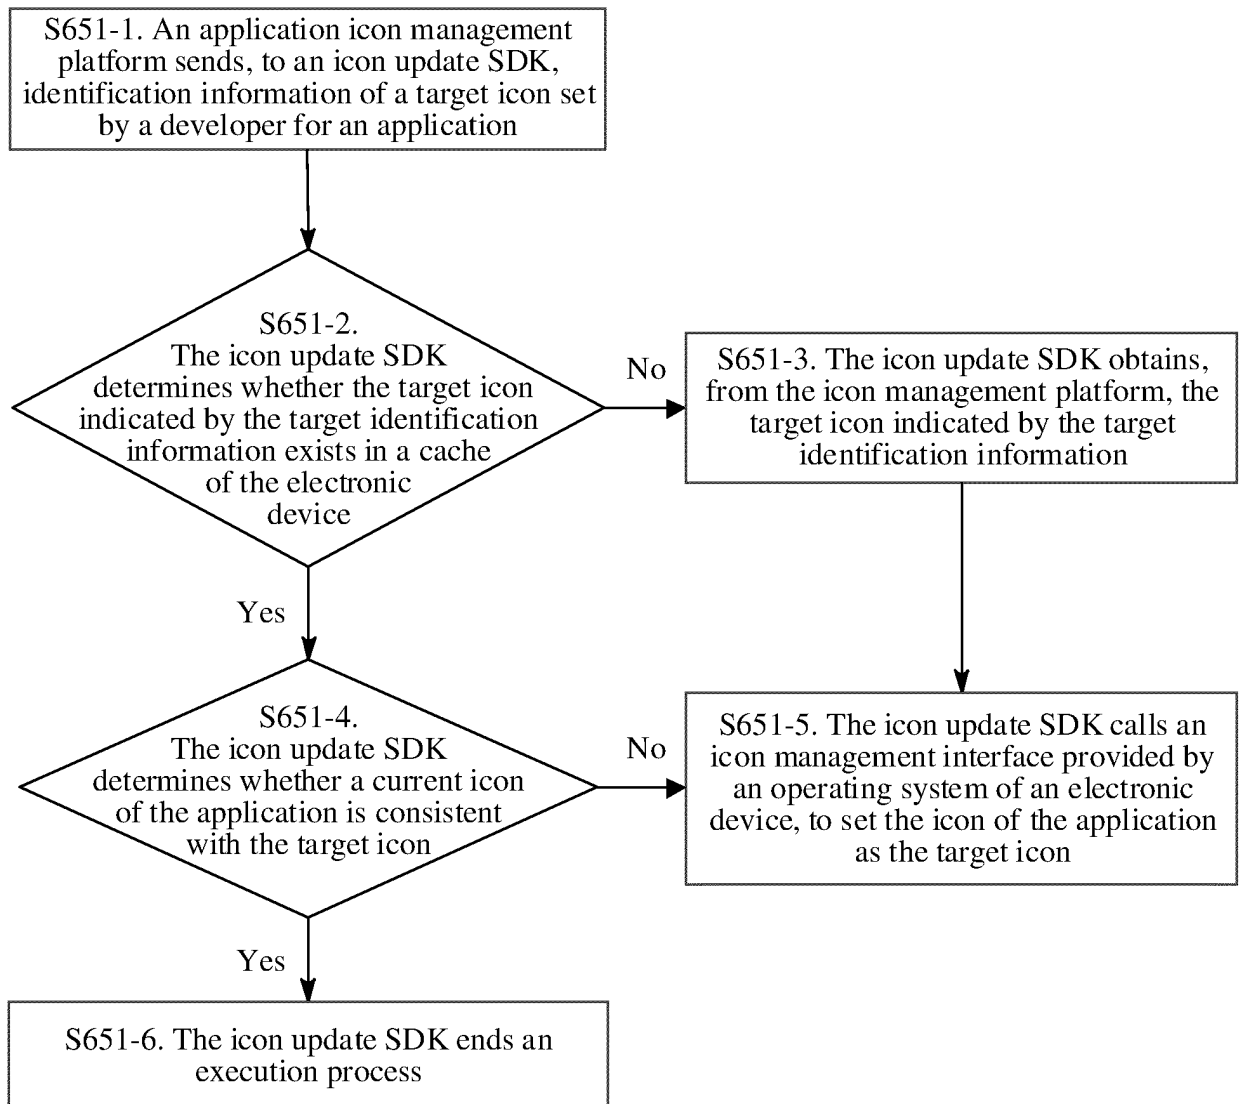 S651-1. An application icon management
platform sends, to an icon update SDK,
identification information of a target icon set
by a developer for an application
S651-2.
The icon update SDK
determines whether the target icon
indicated by the target identification
information exists in a cache
of the electronic
device
No
S651-3. The icon update SDK obtains,
from the icon management platform, the
target icon indicated by the target
identification information
Yes
S651-4.
The icon update SDK
determines whether a current icon
of the application is consistent
with the target icon
No
S651-5. The icon update SDK calls an
icon management interface provided by
an operating system of an electronic
device, to set the icon of the application
as the target icon
Yes
S651-6. The icon update SDK ends an
execution process